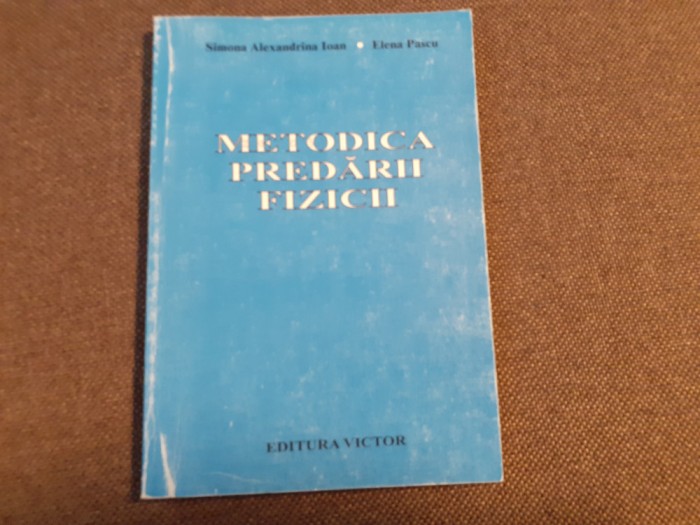 Simona Alexandrina Ioan • Elena Pascu
METODICA
PREDĂRII
FIZICII
EDITURA VICTOR